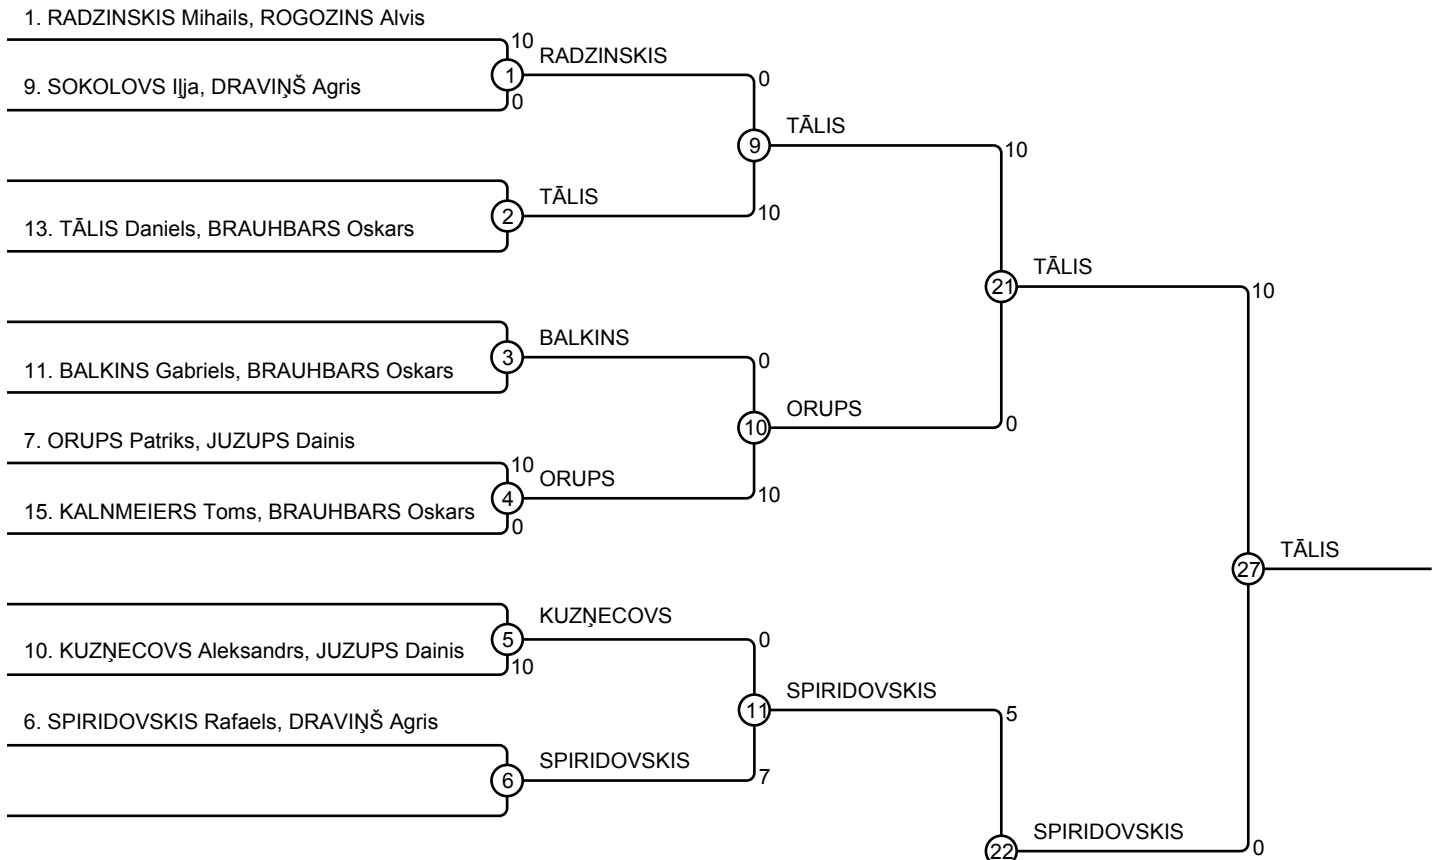 1. RADZINSKIS Mihails, ROGOZINS Alvis
10
RADZINSKIS
1
0
9. SOKOLOVS Iļja, DRAVIŅŠ Agris
0
TĀLIS
9
10
TĀLIS
2
10
13. TĀLIS Daniels, BRAUHBARS Oskars
TĀLIS
21
10
BALKINS
3
0
11. BALKINS Gabriels, BRAUHBARS Oskars
ORUPS
10
0
7. ORUPS Patriks, JUZUPS Dainis
10
ORUPS
4
10
15. KALNMEIERS Toms, BRAUHBARS Oskars
0
TĀLIS
27
KUZŅECOVS
5
0
10. KUZŅECOVS Aleksandrs, JUZUPS Dainis
10
SPIRIDOVSKIS
11
5
6. SPIRIDOVSKIS Rafaels, DRAVIŅŠ Agris
SPIRIDOVSKIS
6
7
SPIRIDOVSKIS
22
0